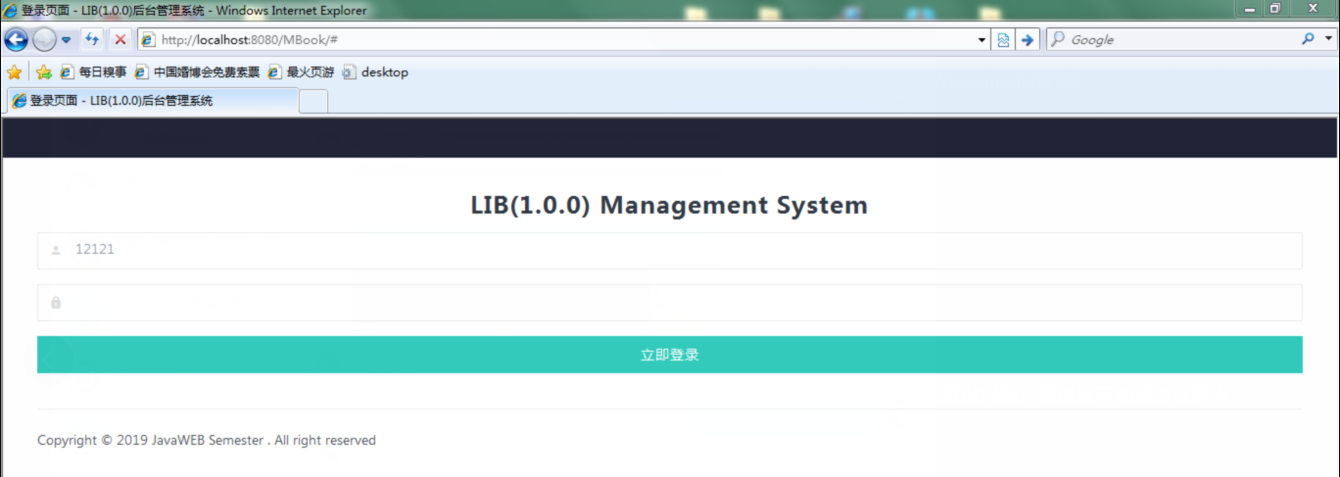 登录页面 - LIB(1.0.0)后台管理系统 - Windows Internet Explorer
http://localhost:8080/MBook/#
Google
每日糗事 中国婚博会免费索票 最火页游 desktop
登录页面 - LIB(1.0.0)后台管理系统
LIB(1.0.0) Management System
12121
立即登录
Copyright © 2019 JavaWEB Semester . All right reserved